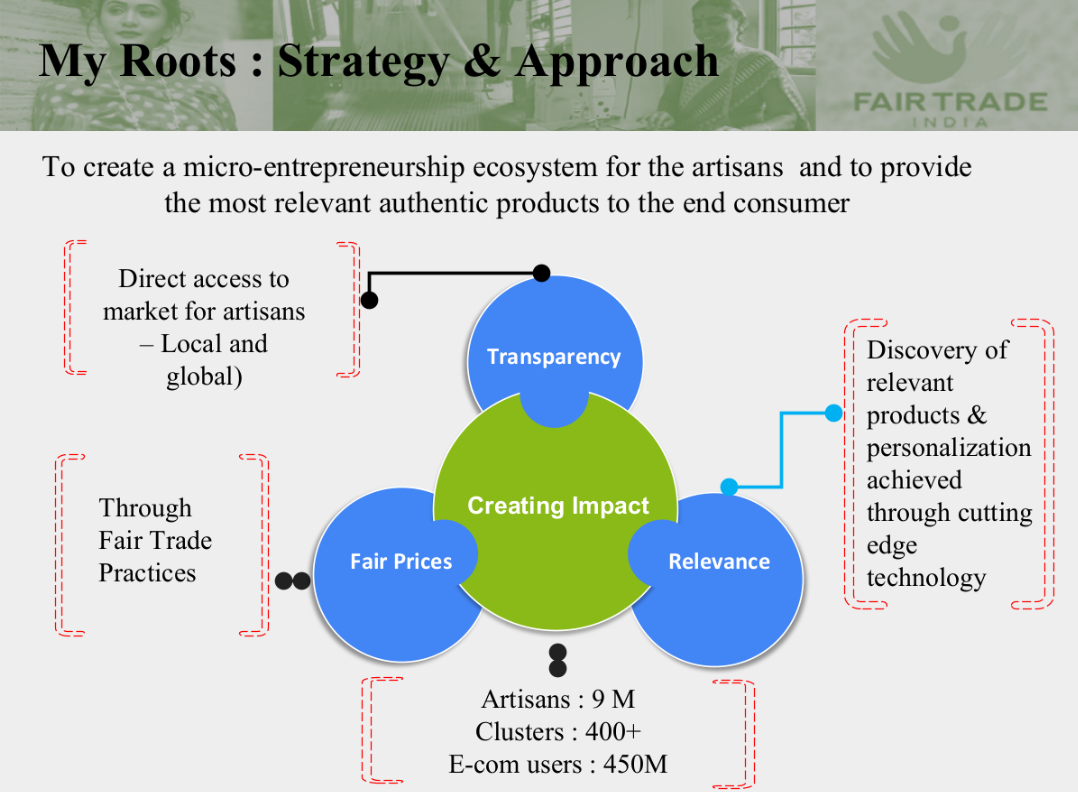 My Roots : Strategy & Approach
FAIR TRADE
INDIA
To create a micro-entrepreneurship ecosystem for the artisans  and to provide
the most relevant authentic products to the end consumer
Direct access to
market for artisans
– Local and
global)
Transparency
Discovery of
relevant
products &
personalization
achieved
through cutting
edge
technology
Creating Impact
Through
Fair Trade
Practices
Fair Prices
Relevance
Artisans : 9 M
Clusters : 400+
E-com users : 450M